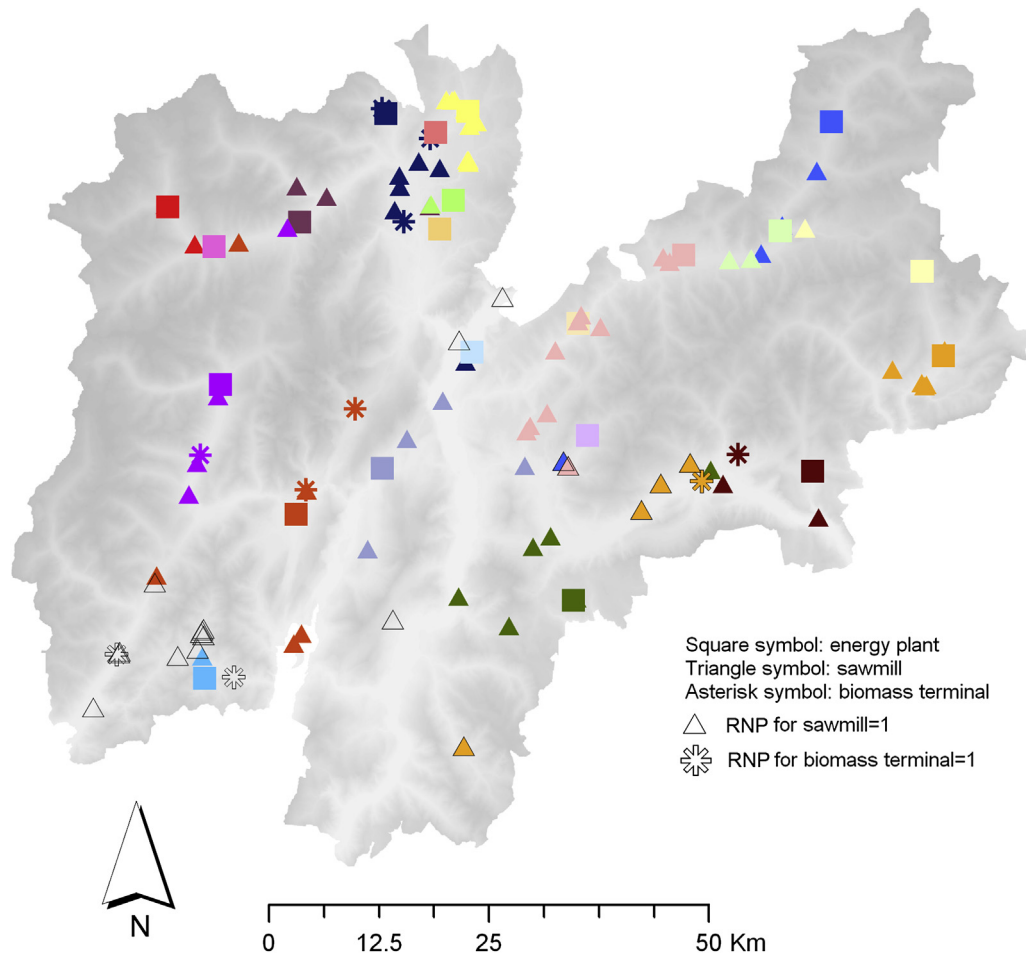 Square symbol: energy plant
Triangle symbol: sawmill
Asterisk symbol: biomass terminal
RNP for sawmill=1
RNP for biomass terminal=1
N
0 12.5 25 50 Km